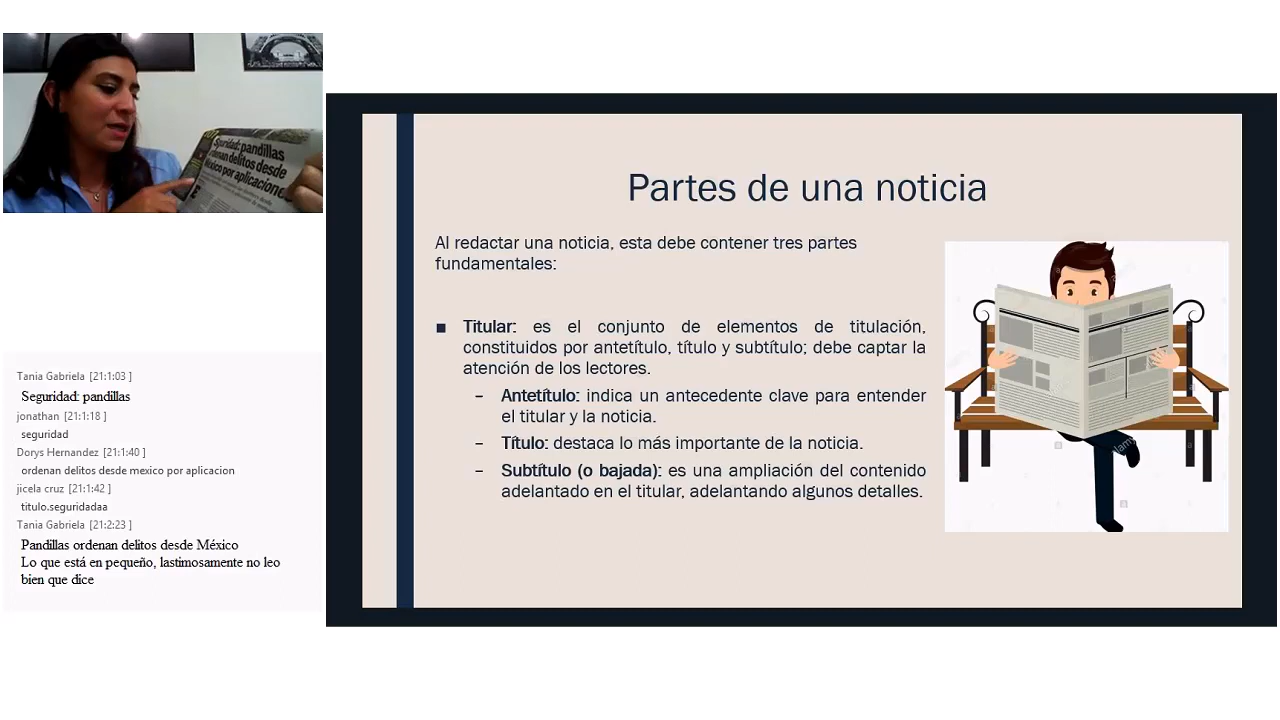 Seguridad: pandillas
ordenan delitos desde
México por aplicaciones
Partes de una noticia
Al redactar una noticia, esta debe contener tres partes
fundamentales:
■ Titular: es el conjunto de elementos de titulación,
constituidos por antetítulo, título y subtítulo; debe captar la
atención de los lectores.
– Antetítulo: indica un antecedente clave para entender
el titular y la noticia.
– Título: destaca lo más importante de la noticia.
– Subtítulo (o bajada): es una ampliación del contenido
adelantado en el titular, adelantando algunos detalles.
Tania Gabriela [21:1:03 ]
Seguridad: pandillas
jonathan [21:1:18 ]
seguridad
Dorys Hernandez [21:1:40 ]
ordenan delitos desde mexico por aplicacion
jicela cruz [21:1:42 ]
titulo.seguridadaa
Tania Gabriela [21:2:23 ]
Pandillas ordenan delitos desde México
Lo que está en pequeño, lastimosamente no leo
bien que dice